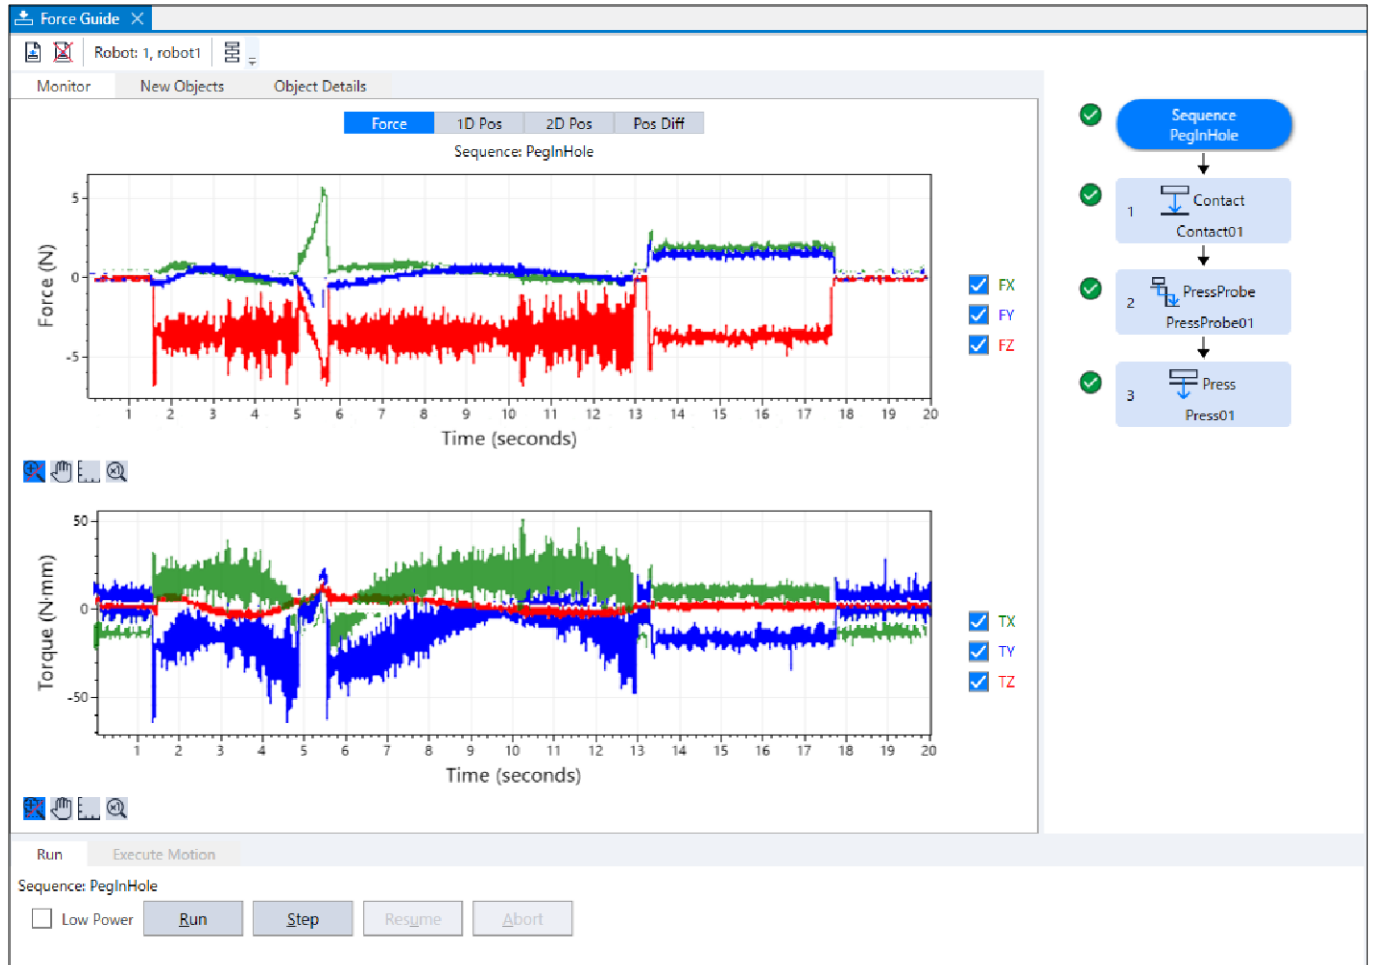 Force Guide
Robot: 1, robot1
Monitor New Objects Object Details
Force 1D Pos 2D Pos Pos Diff
Sequence: PegInHole
5
0
-5
Force (N)
1 2 3 4 5 6 7 8 9 10 11 12 13 14 15 16 17 18 19 20
Time (seconds)
FX
FY
FZ
50
0
-50
Torque (N·mm)
1 2 3 4 5 6 7 8 9 10 11 12 13 14 15 16 17 18 19 20
Time (seconds)
TX
TY
TZ
Sequence
PegInHole
1 Contact
Contact01
2 PressProbe
PressProbe01
3 Press
Press01
Run Execute Motion
Sequence: PegInHole
Low Power Run Step Resume Abort